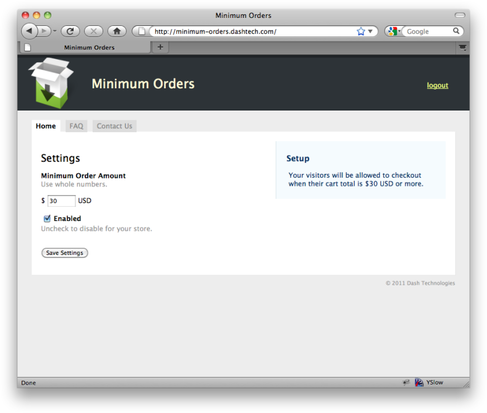 Minimum Orders
http://minimum-orders.dashtech.com/
Google
Minimum Orders
Minimum Orders
logout
Home
FAQ
Contact Us
Settings
Minimum Order Amount
Use whole numbers.
$ 30 USD
Enabled
Uncheck to disable for your store.
Save Settings
Setup
Your visitors will be allowed to checkout
when their cart total is $30 USD or more.
© 2011 Dash Technologies
Done
YSlow